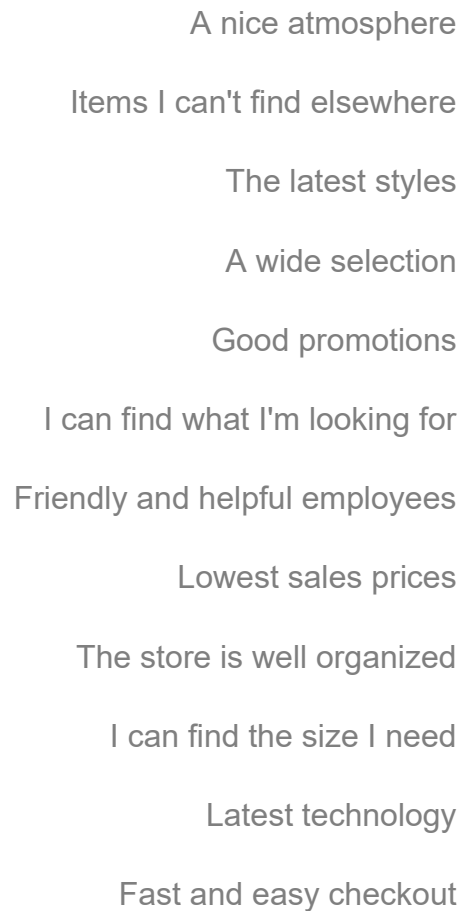 A nice atmosphere
Items I can't find elsewhere
The latest styles
A wide selection
Good promotions
I can find what I'm looking for
Friendly and helpful employees
Lowest sales prices
The store is well organized
I can find the size I need
Latest technology
Fast and easy checkout